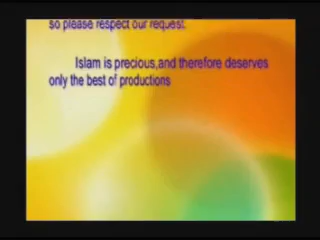 so please respect our request.
Islam is precious,and therefore deserves
only the best of productions